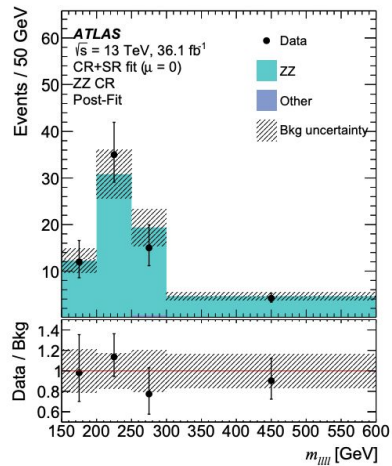 ATLAS
√s = 13 TeV, 36.1 fb⁻¹
CR+SR fit (μ = 0)
ZZ CR
Post-Fit
Data
ZZ
Other
Bkg uncertainty
Events / 50 GeV
60
50
40
30
20
10
Data / Bkg
1.4
1.2
1
0.8
0.6
150 200 250 300 350 400 450 500 550 600
m_llll [GeV]